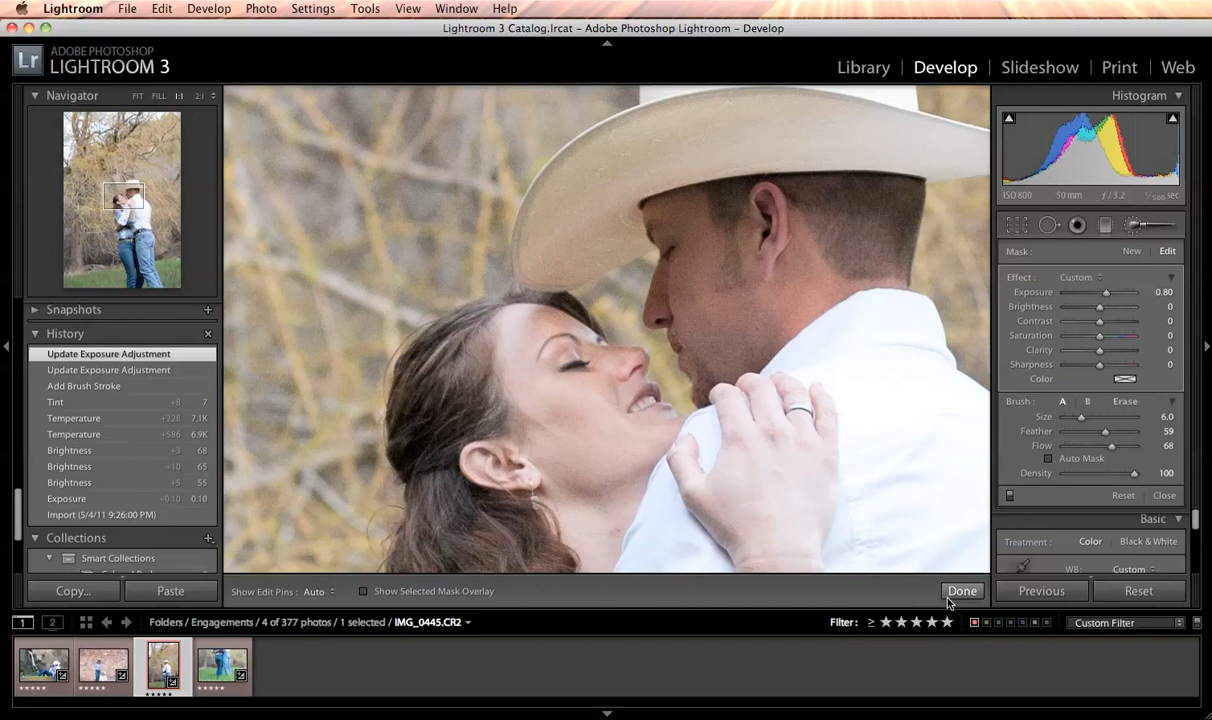 Lightroom File Edit Develop Photo Settings Tools View Window Help
Lightroom 3 Catalog.lrcat – Adobe Photoshop Lightroom – Develop
Lr ADOBE PHOTOSHOP
LIGHTROOM 3
Library | Develop | Slideshow | Print | Web
Navigator FIT FILL 1:1 2:1
Snapshots +
History X
Update Exposure Adjustment
Update Exposure Adjustment
Add Brush Stroke
Tint +8 7
Temperature +228 7.1K
Temperature +586 6.9K
Brightness +3 68
Brightness +10 65
Brightness +5 55
Exposure +0.10 0.10
Import (5/4/11 9:26:00 PM)
Collections +
Smart Collections
Copy... Paste
Show Edit Pins : Auto Show Selected Mask Overlay Done
Histogram
ISO800 50 mm f / 3.2 1/500 sec
Mask : New Edit
Effect : Custom
Exposure 0.80
Brightness 0
Contrast 0
Saturation 0
Clarity 0
Sharpness 0
Color
Brush : A B Erase
Size 6.0
Feather 59
Flow 68
Auto Mask
Density 100
Reset Close
Basic
Treatment : Color Black & White
WB : Custom
Previous Reset
1 2 Folders / Engagements / 4 of 377 photos / 1 selected / IMG_0445.CR2 Filter : ≥ ★★★★★ Custom Filter
★★★★★ ★★★★★ ★★★★★ ★★★★★